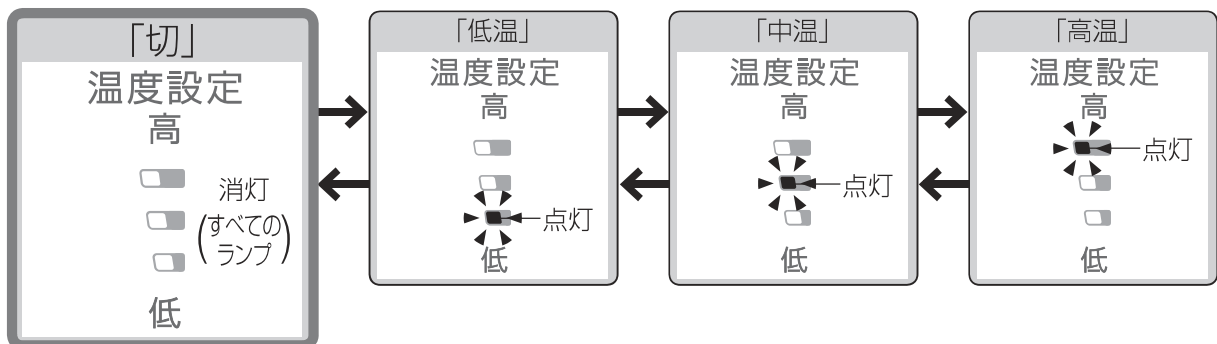 「切」
温度設定
高
消灯
(すべての
ランプ)
低
「低温」
温度設定
高
点灯
低
「中温」
温度設定
高
点灯
低
「高温」
温度設定
高
点灯
低